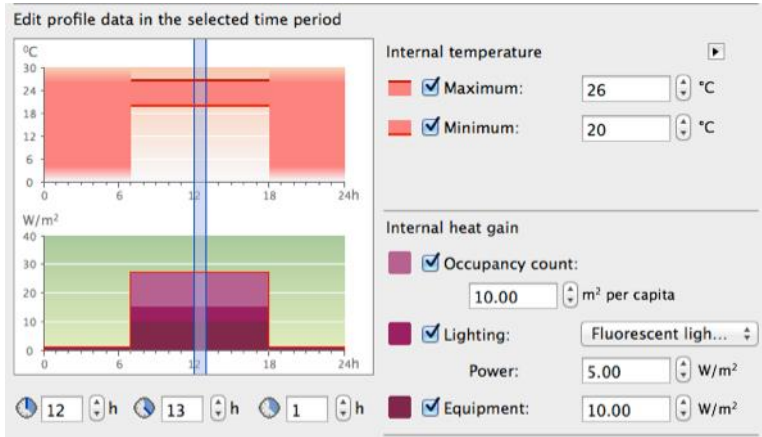 Edit profile data in the selected time period
°C
30
24
18
12
6
0
0 6 12 18 24h
W/m²
40
30
20
10
0
0 6 12 18 24h
12 h 13 h 1 h
Internal temperature
Maximum: 26 °C
Minimum: 20 °C
Internal heat gain
Occupancy count:
10.00 m² per capita
Lighting: Fluorescent ligh...
Power: 5.00 W/m²
Equipment: 10.00 W/m²